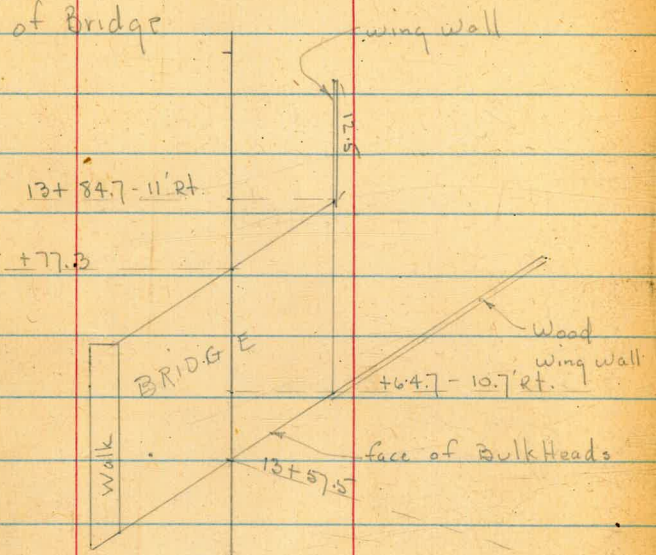 of Bridge
wing wall
12.5
13+ 84.7 - 11' Rt.
+77.3
BRIDGE
Wood
wing wall
+64.7 - 10.7' Rt.
Walk
face of BulkHeads
13+57.5